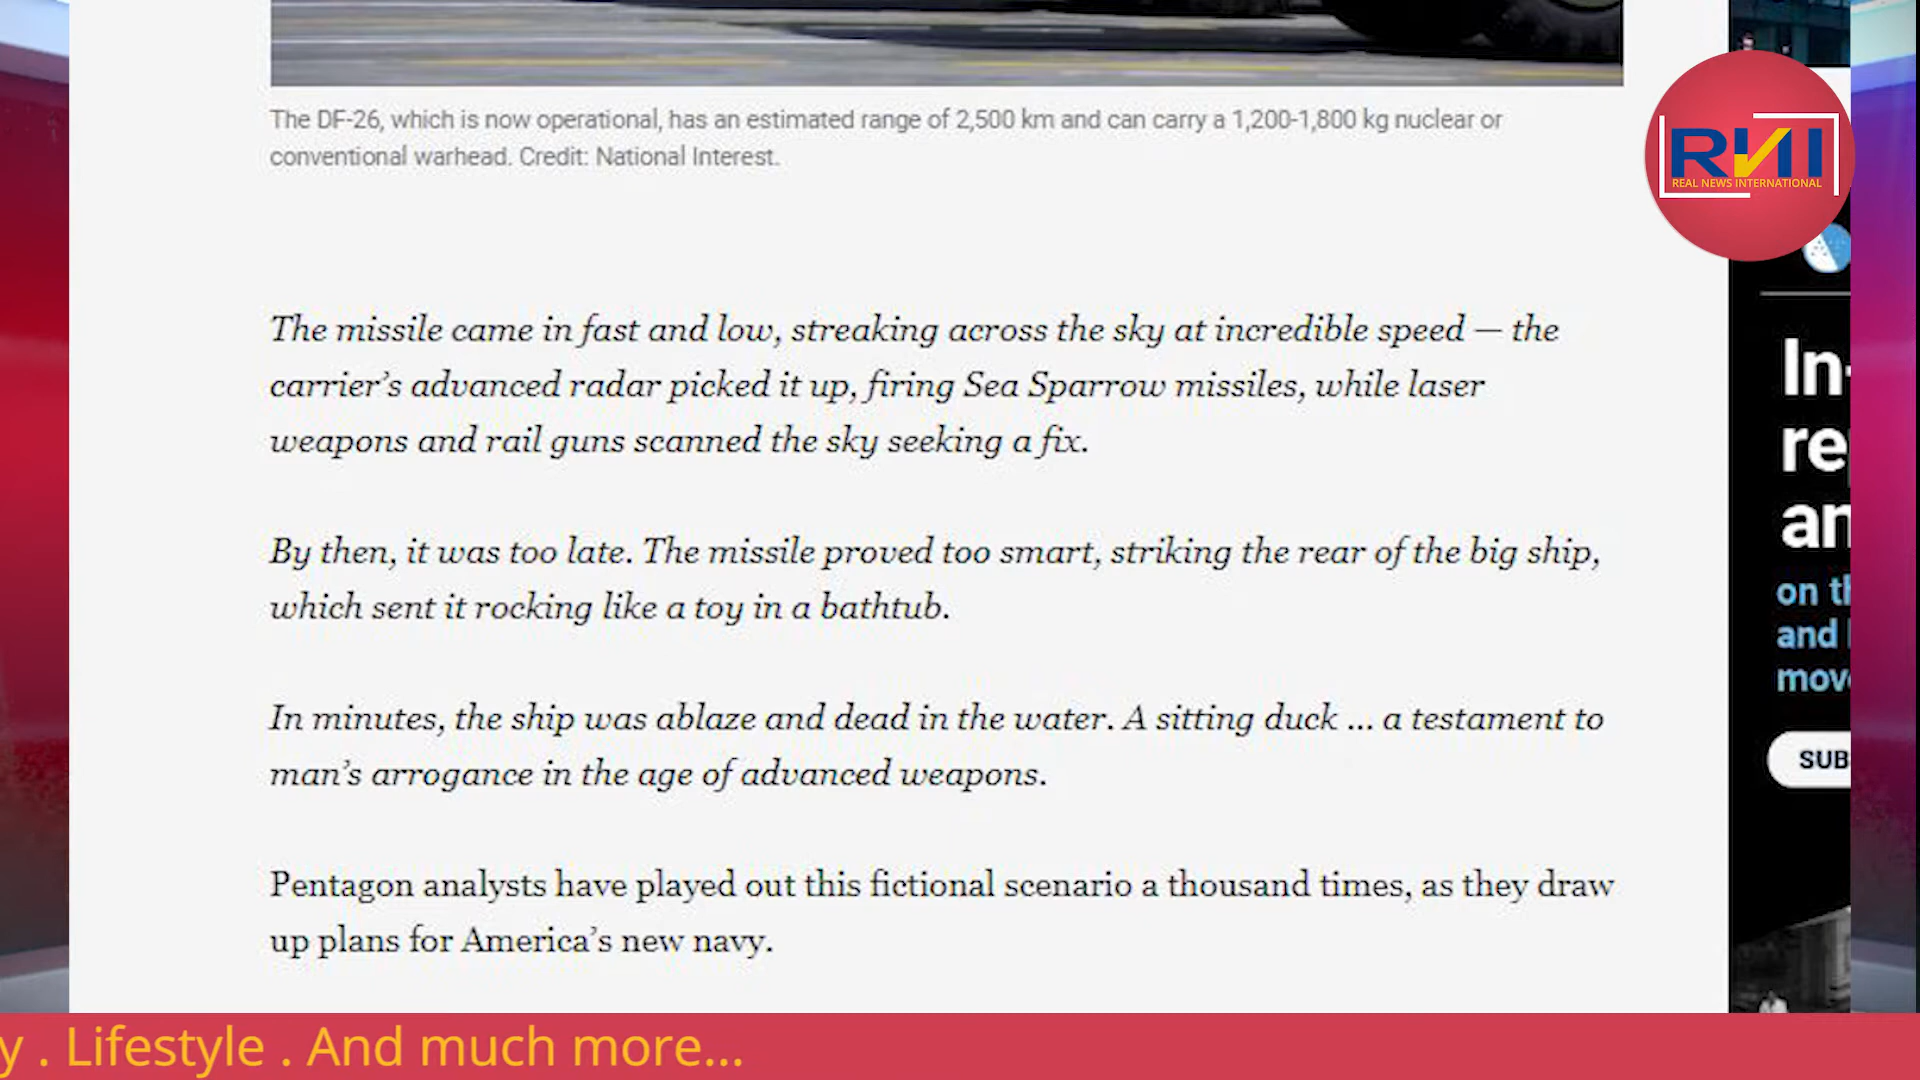 The DF-26, which is now operational, has an estimated range of 2,500 km and can carry a 1,200-1,800 kg nuclear or
conventional warhead. Credit: National Interest.
RNI
REAL NEWS INTERNATIONAL
The missile came in fast and low, streaking across the sky at incredible speed — the
carrier’s advanced radar picked it up, firing Sea Sparrow missiles, while laser
weapons and rail guns scanned the sky seeking a fix.
By then, it was too late. The missile proved too smart, striking the rear of the big ship,
which sent it rocking like a toy in a bathtub.
In minutes, the ship was ablaze and dead in the water. A sitting duck ... a testament to
man’s arrogance in the age of advanced weapons.
Pentagon analysts have played out this fictional scenario a thousand times, as they draw
up plans for America’s new navy.
In-
re
an
on th
and
mov
SUB
y . Lifestyle . And much more...